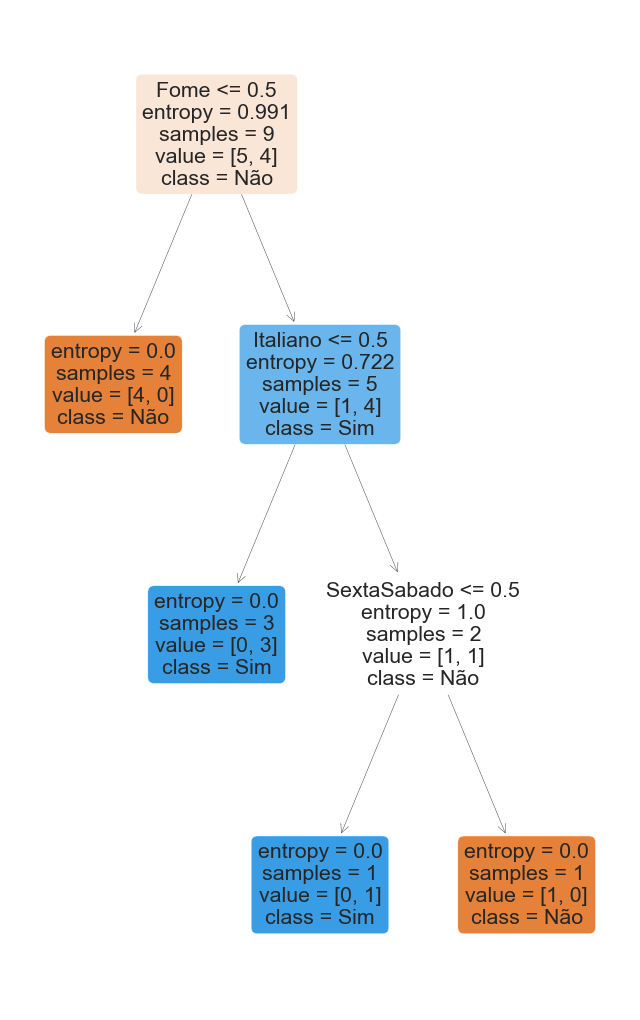 Fome <= 0.5
entropy = 0.991
samples = 9
value = [5, 4]
class = Não
entropy = 0.0
samples = 4
value = [4, 0]
class = Não
Italiano <= 0.5
entropy = 0.722
samples = 5
value = [1, 4]
class = Sim
entropy = 0.0
samples = 3
value = [0, 3]
class = Sim
SextaSabado <= 0.5
entropy = 1.0
samples = 2
value = [1, 1]
class = Não
entropy = 0.0
samples = 1
value = [0, 1]
class = Sim
entropy = 0.0
samples = 1
value = [1, 0]
class = Não